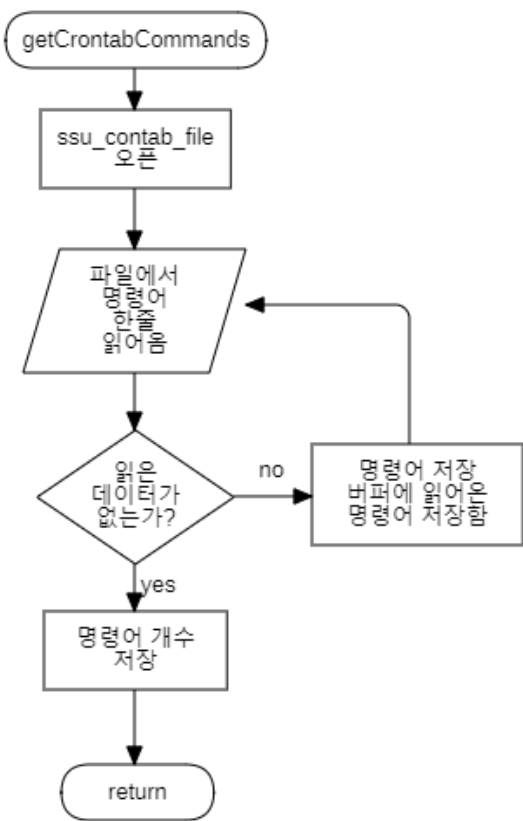 getCrontabCommands
ssu_contab_file
오픈
파일에서
명령어
한줄
읽어옴
읽은
데이터가
없는가?
no
명령어 저장
버퍼에 읽어온
명령어 저장함
yes
명령어 개수
저장
return